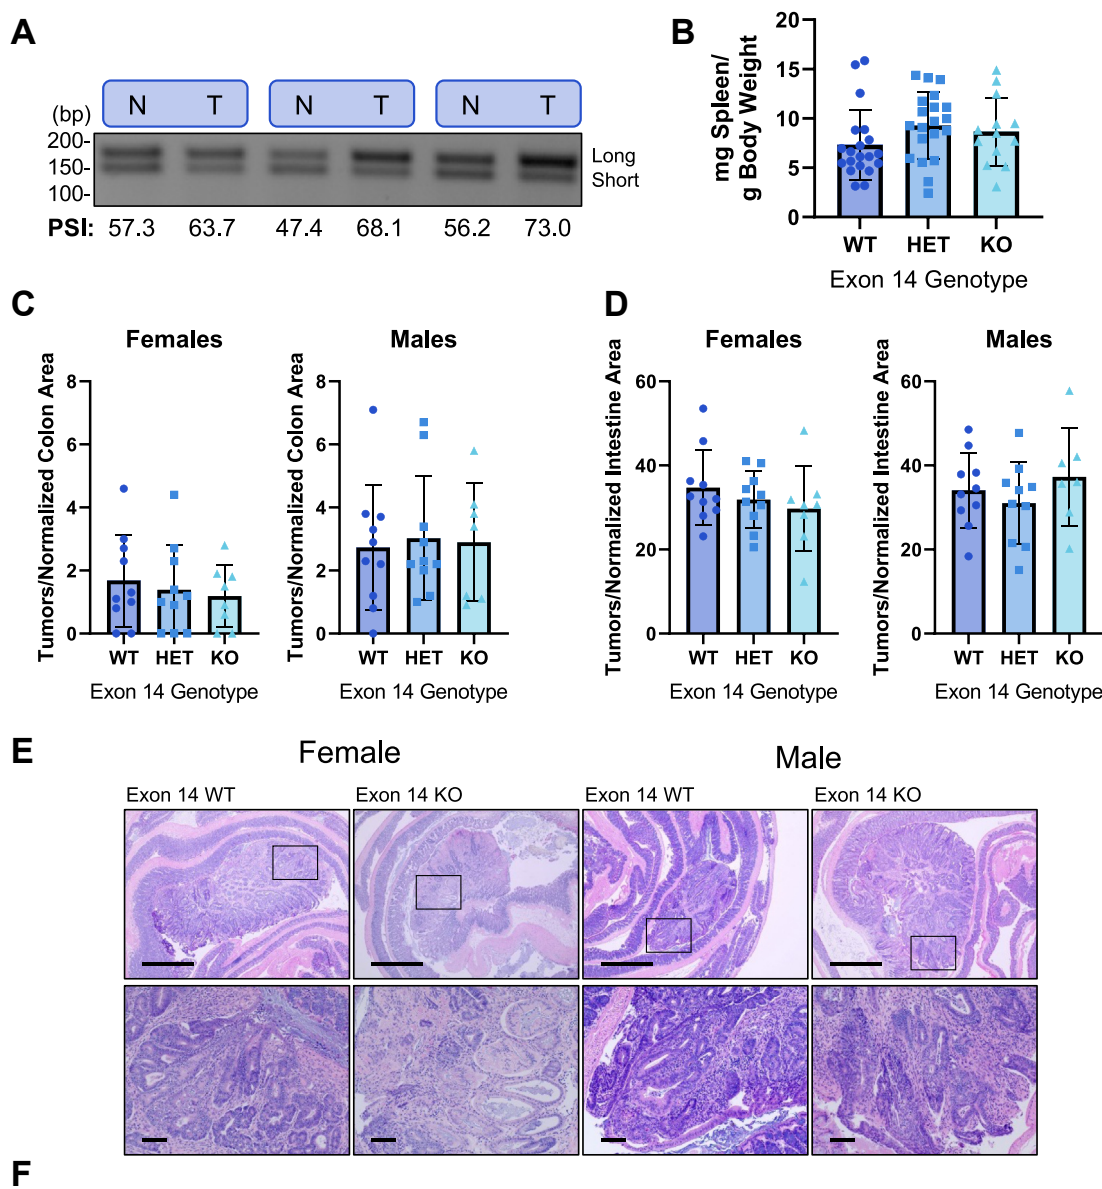 A
N T N T N T
(bp)
200-
150-
100-
Long
Short
PSI: 57.3 63.7 47.4 68.1 56.2 73.0
B
mg Spleen/
g Body Weight
20
15
10
5
0
WT HET KO
Exon 14 Genotype
C
Females
Tumors/Normalized Colon Area
8
6
4
2
0
WT HET KO
Exon 14 Genotype
Males
Tumors/Normalized Colon Area
8
6
4
2
0
WT HET KO
Exon 14 Genotype
D
Females
Tumors/Normalized Intestine Area
60
40
20
0
WT HET KO
Exon 14 Genotype
Males
Tumors/Normalized Intestine Area
60
40
20
0
WT HET KO
Exon 14 Genotype
E
Female Male
Exon 14 WT Exon 14 KO Exon 14 WT Exon 14 KO
F